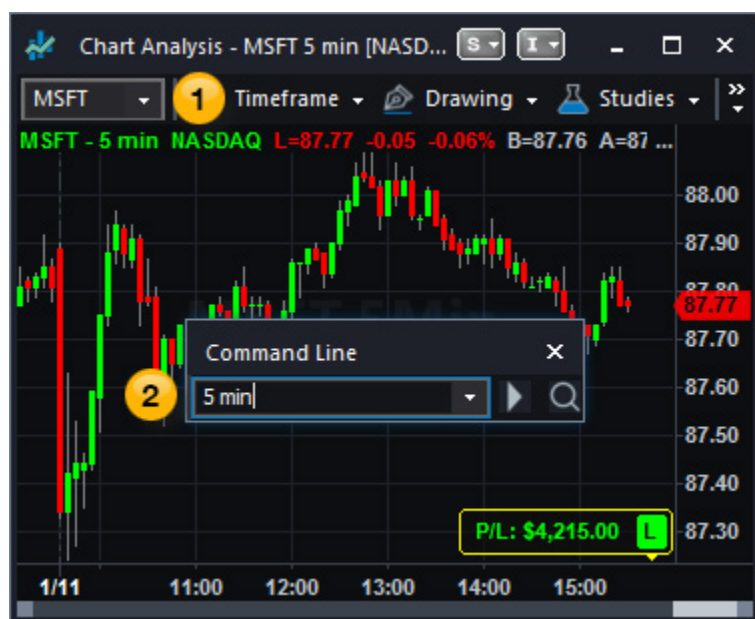 Chart Analysis - MSFT 5 min [NASD... S I
MSFT 1 Timeframe Drawing Studies
MSFT - 5 min NASDAQ L=87.77 -0.05 -0.06% B=87.76 A=87 ...
88.00
87.90
87.80
87.77
87.70
Command Line
2 5 min
87.60
87.50
87.40
P/L: $4,215.00 L
87.30
1/11 11:00 12:00 13:00 14:00 15:00